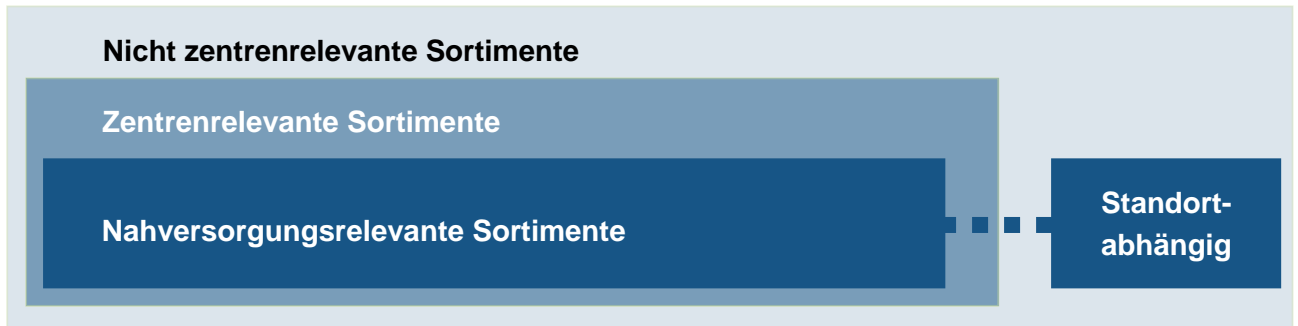 Nicht zentrenrelevante Sortimente
Zentrenrelevante Sortimente
Nahversorgungsrelevante Sortimente
Standort-
abhängig